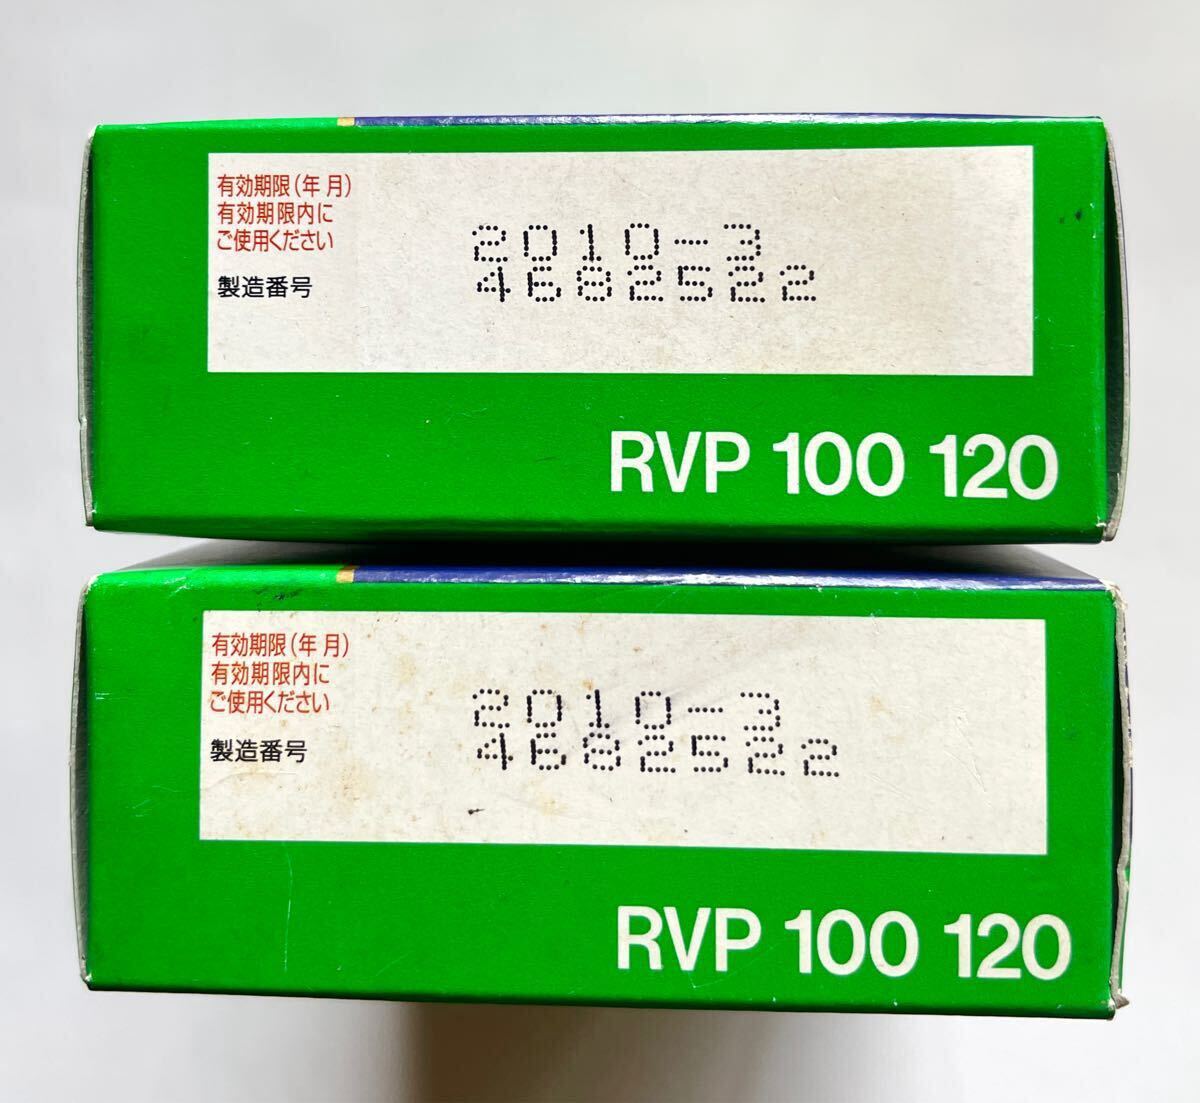 有効期限(年 月)
有効期限内に
ご使用ください
2010-3
製造番号
4682522
RVP 100 120
有効期限(年 月)
有効期限内に
ご使用ください
2010-3
製造番号
4682522
RVP 100 120